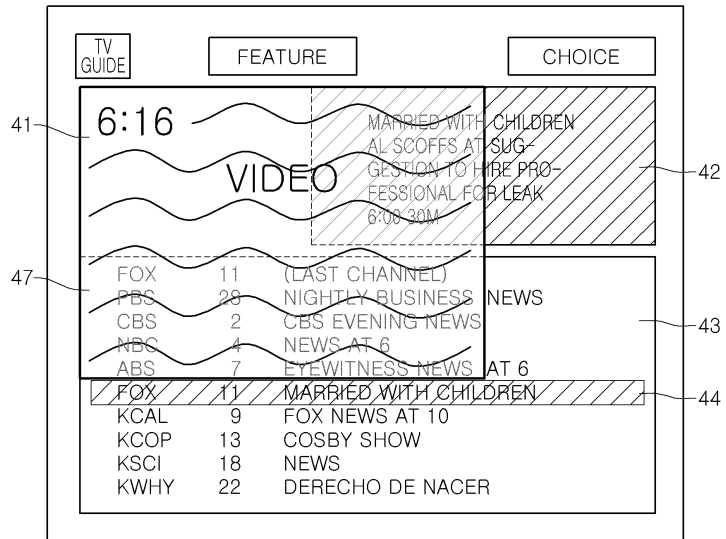 TV
GUIDE
FEATURE
CHOICE
41
6:16
VIDEO
MARRIED WITH CHILDREN
AL SCOFFS AT SUG-
GESTION TO HIRE PRO-
FESSIONAL FOR LEAK
6:00 30M
42
47
FOX 11 (LAST CHANNEL)
PBS 28 NIGHTLY BUSINESS NEWS
CBS 2 CBS EVENING NEWS
NBC 4 NEWS AT 6
ABS 7 EYEWITNESS NEWS AT 6
43
FOX 11 MARRIED WITH CHILDREN
44
KCAL 9 FOX NEWS AT 10
KCOP 13 COSBY SHOW
KSCI 18 NEWS
KWHY 22 DERECHO DE NACER